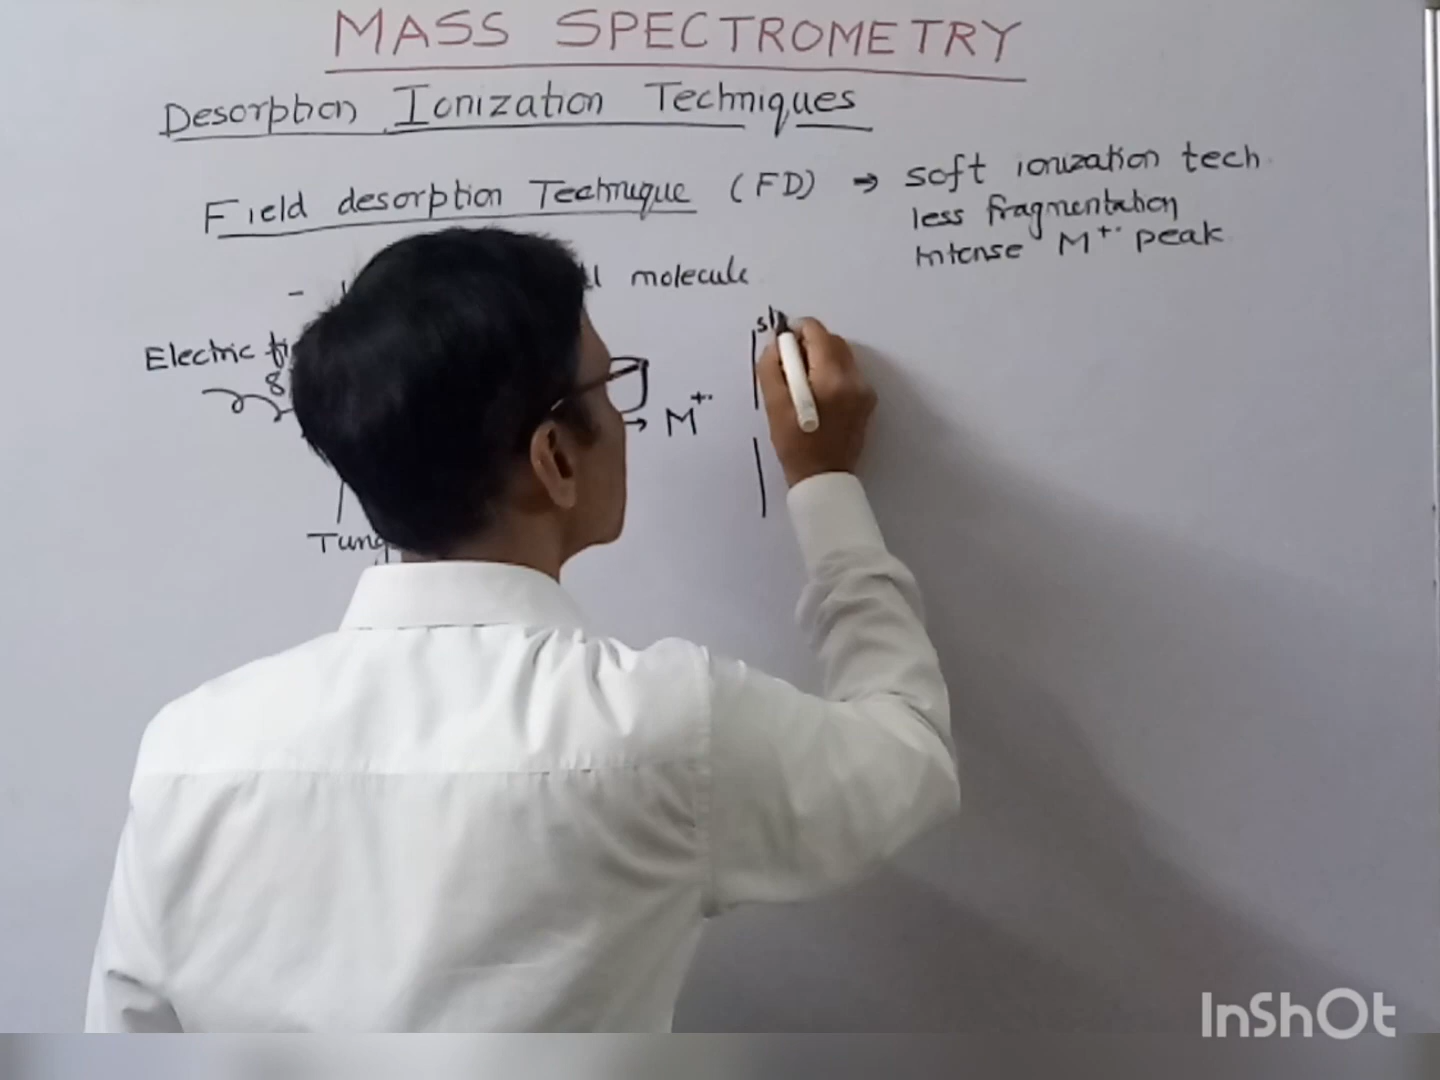 MASS SPECTROMETRY
Desorption Ionization Techniques
Field desorption Technique (FD) → soft ionization tech.
less fragmentation
Intense M+· peak
- molecule
Electric
8
→ M+·
InShOt